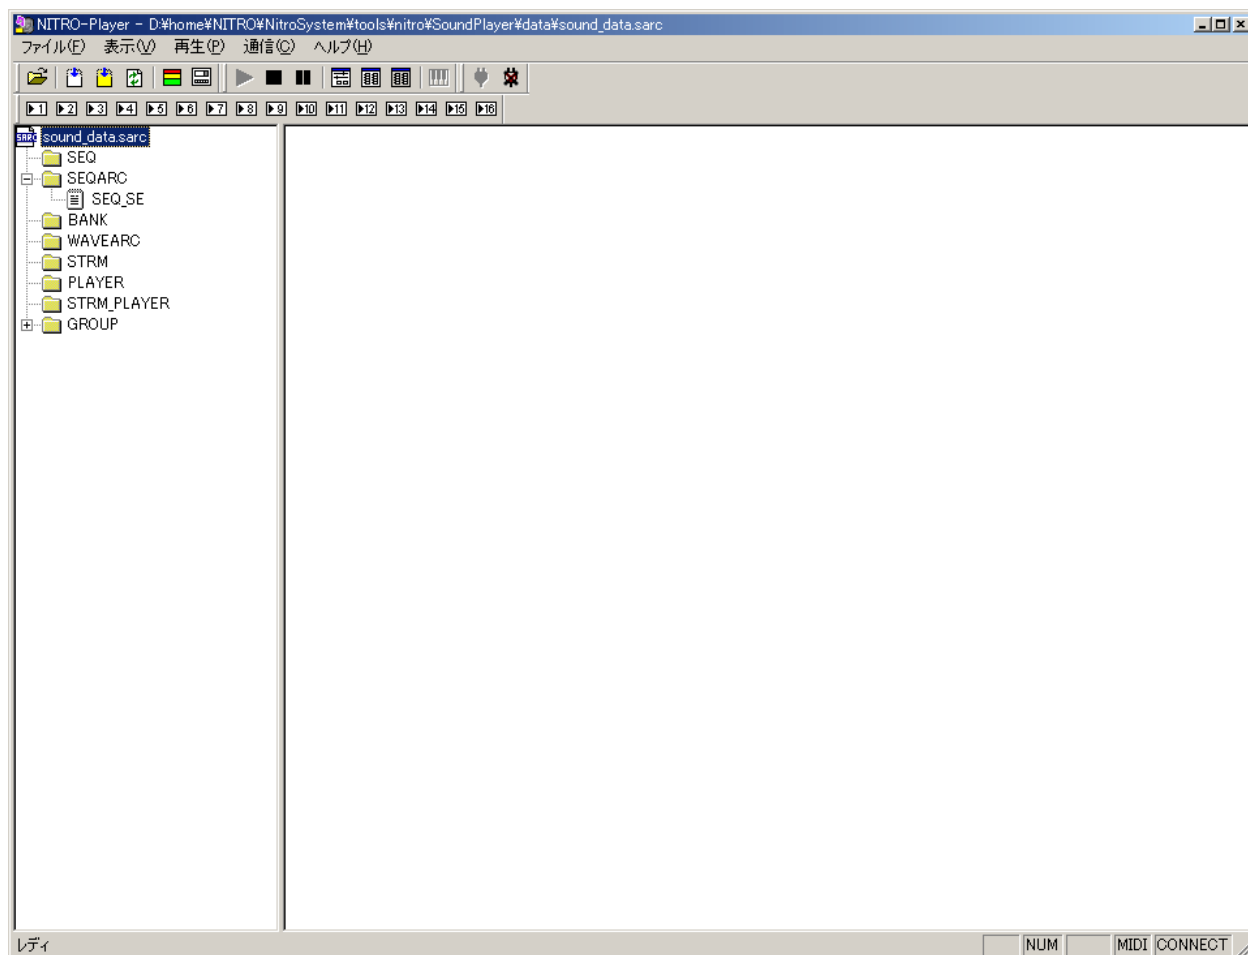 NITRO-Player - D:¥home¥NITRO¥NitroSystem¥tools¥nitro¥SoundPlayer¥data¥sound_data.sarc
ファイル(F) 表示(V) 再生(P) 通信(C) ヘルプ(H)
1 2 3 4 5 6 7 8 9 10 11 12 13 14 15 16
SARC sound_data.sarc
SEQ
SEQARC
SEQ_SE
BANK
WAVEARC
STRM
PLAYER
STRM_PLAYER
GROUP
レディ NUM MIDI CONNECT